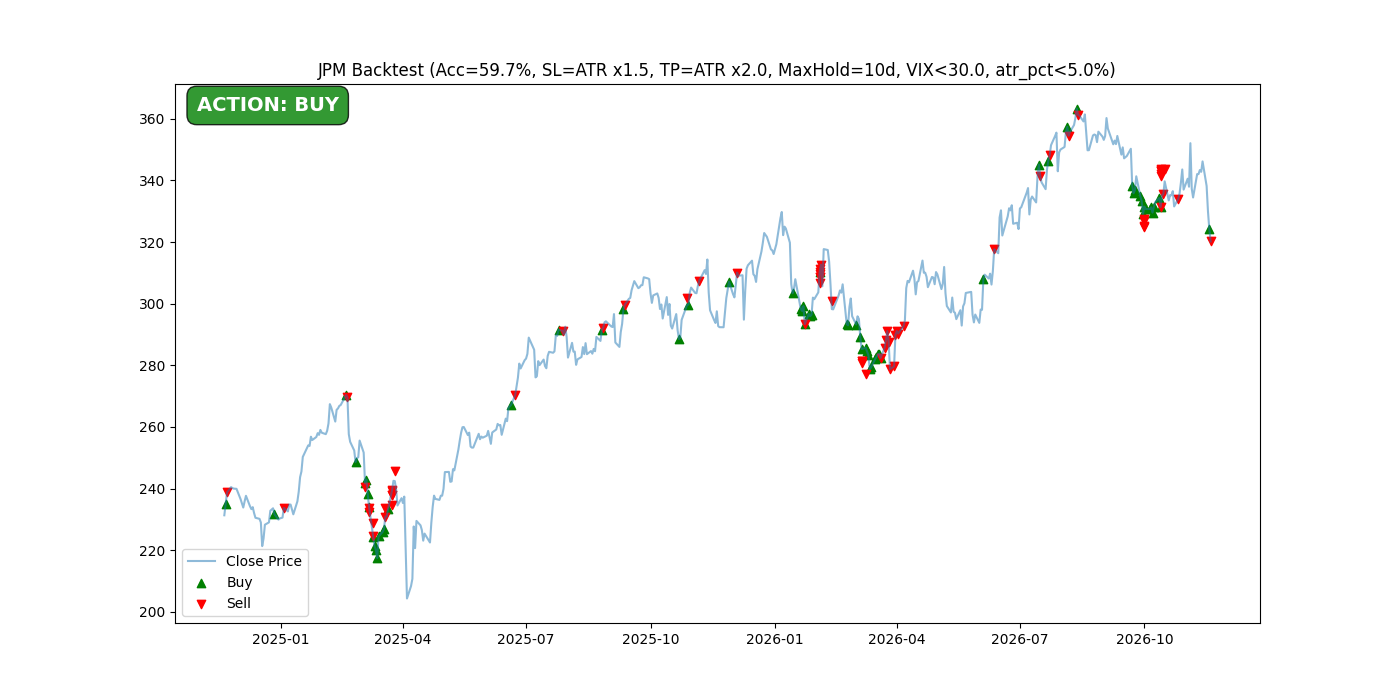 JPM Backtest (Acc=59.7%, SL=ATR x1.5, TP=ATR x2.0, MaxHold=10d, VIX<30.0, atr_pct<5.0%)
ACTION: BUY
360
340
320
300
280
260
240
220
200
Close Price
Buy
Sell
2025-01 2025-04 2025-07 2025-10 2026-01 2026-04 2026-07 2026-10